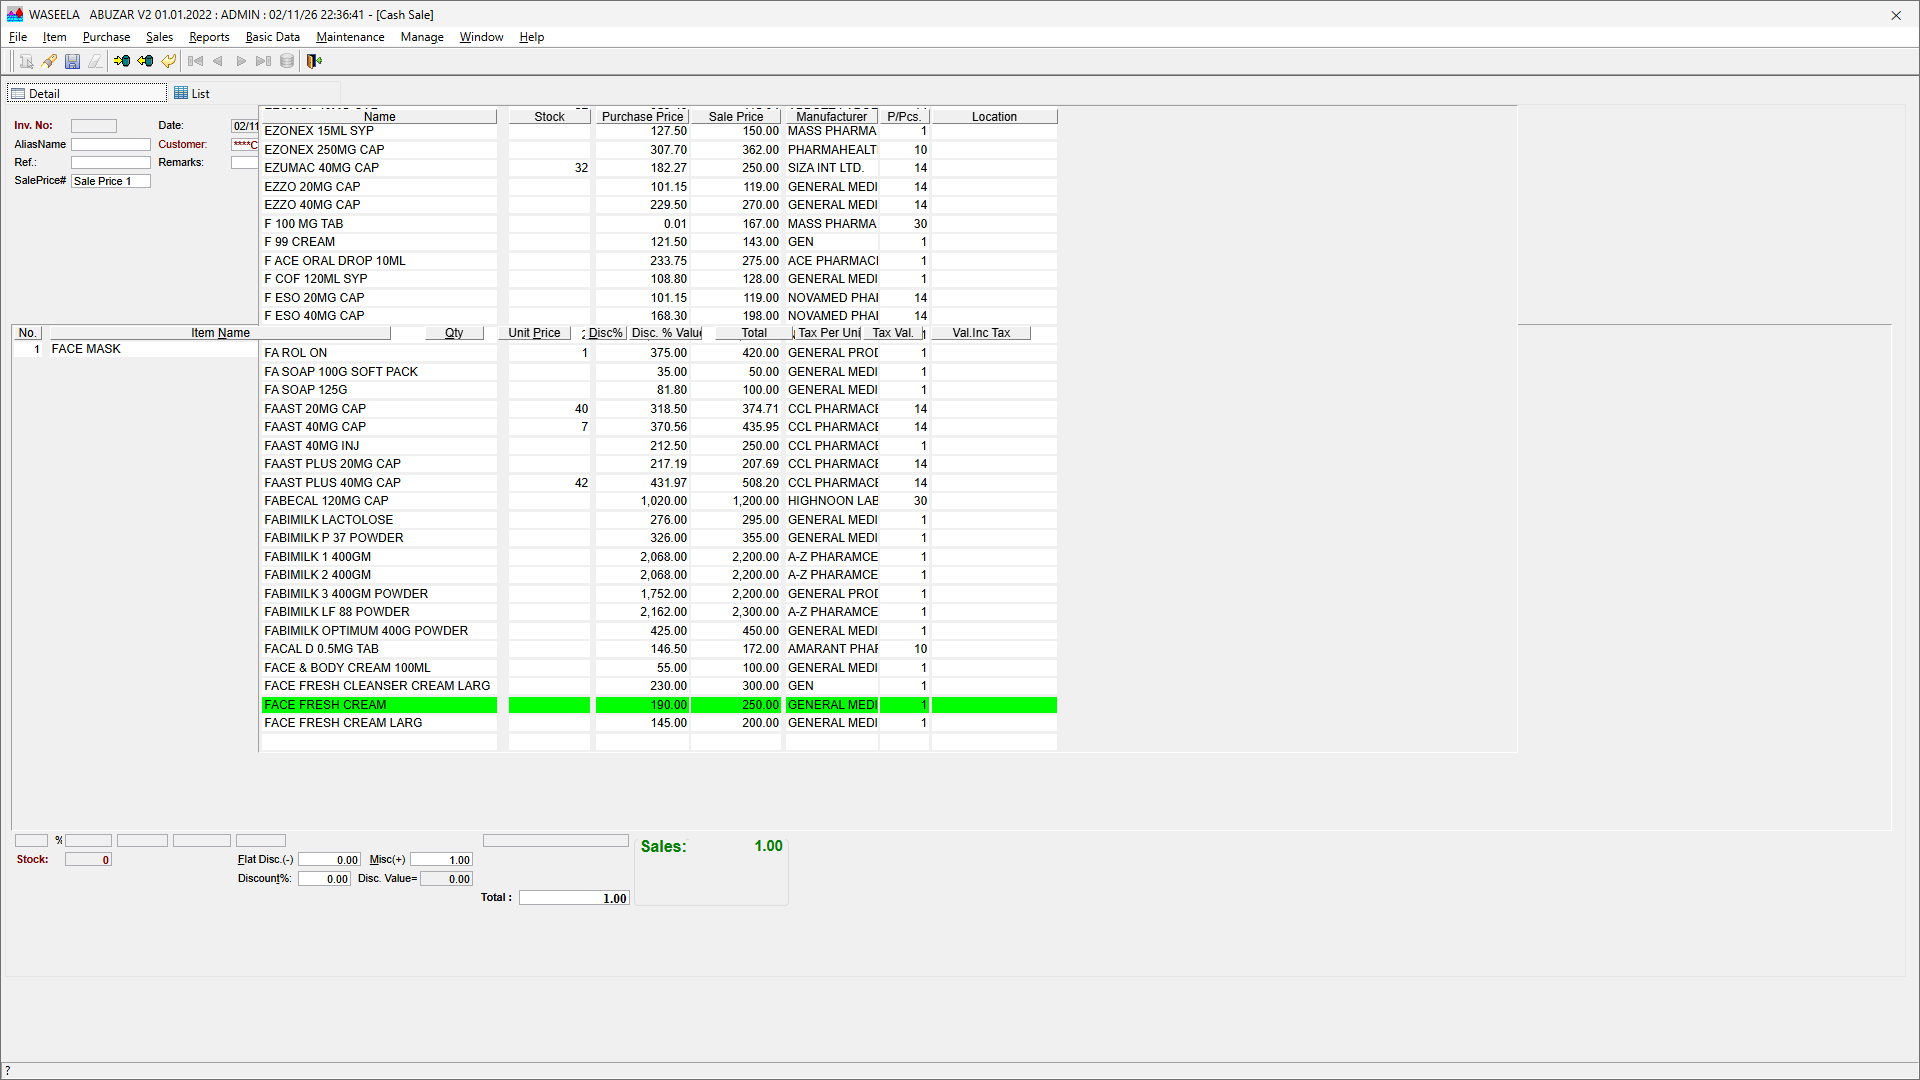 WASEELA ABUZAR V2 01.01.2022 : ADMIN : 02/11/26 22:36:41 - [Cash Sale]
File Item Purchase Sales Reports Basic Data Maintenance Manage Window Help
Detail List
Name Stock Purchase Price Sale Price Manufacturer P/Pcs. Location
Inv. No: Date: 02/11
AliasName Customer: ****C
Ref.: Remarks:
SalePrice# Sale Price 1
EZONEX 15ML SYP 127.50 150.00 MASS PHARMA 1
EZONEX 250MG CAP 307.70 362.00 PHARMAHEALT 10
EZUMAC 40MG CAP 32 182.27 250.00 SIZA INT LTD. 14
EZZO 20MG CAP 101.15 119.00 GENERAL MEDI 14
EZZO 40MG CAP 229.50 270.00 GENERAL MEDI 14
F 100 MG TAB 0.01 167.00 MASS PHARMA 30
F 99 CREAM 121.50 143.00 GEN 1
F ACE ORAL DROP 10ML 233.75 275.00 ACE PHARMACI 1
F COF 120ML SYP 108.80 128.00 GENERAL MEDI 1
F ESO 20MG CAP 101.15 119.00 NOVAMED PHAI 14
F ESO 40MG CAP 168.30 198.00 NOVAMED PHAI 14
No. Item Name Qty Unit Price Disc% Disc. % Valu Total Tax Per Uni Tax Val. 1 Val.Inc Tax
1 FACE MASK
FA ROL ON 1 375.00 420.00 GENERAL PROD 1
FA SOAP 100G SOFT PACK 35.00 50.00 GENERAL MEDI 1
FA SOAP 125G 81.80 100.00 GENERAL MEDI 1
FAAST 20MG CAP 40 318.50 374.71 CCL PHARMACE 14
FAAST 40MG CAP 7 370.56 435.95 CCL PHARMACE 14
FAAST 40MG INJ 212.50 250.00 CCL PHARMACE 1
FAAST PLUS 20MG CAP 217.19 207.69 CCL PHARMACE 14
FAAST PLUS 40MG CAP 42 431.97 508.20 CCL PHARMACE 14
FABECAL 120MG CAP 1,020.00 1,200.00 HIGHNOON LAB 30
FABIMILK LACTOLOSE 276.00 295.00 GENERAL MEDI 1
FABIMILK P 37 POWDER 326.00 355.00 GENERAL MEDI 1
FABIMILK 1 400GM 2,068.00 2,200.00 A-Z PHARAMCE 1
FABIMILK 2 400GM 2,068.00 2,200.00 A-Z PHARAMCE 1
FABIMILK 3 400GM POWDER 1,752.00 2,200.00 GENERAL PROD 1
FABIMILK LF 88 POWDER 2,162.00 2,300.00 A-Z PHARAMCE 1
FABIMILK OPTIMUM 400G POWDER 425.00 450.00 GENERAL MEDI 1
FACAL D 0.5MG TAB 146.50 172.00 AMARANT PHAR 10
FACE & BODY CREAM 100ML 55.00 100.00 GENERAL MEDI 1
FACE FRESH CLEANSER CREAM LARG 230.00 300.00 GEN 1
FACE FRESH CREAM 190.00 250.00 GENERAL MEDI 1
FACE FRESH CREAM LARG 145.00 200.00 GENERAL MEDI 1
%
Stock: 0
Flat Disc.(-) 0.00 Misc(+) 1.00
Discount%: 0.00 Disc. Value= 0.00
Total : 1.00
Sales: 1.00
?